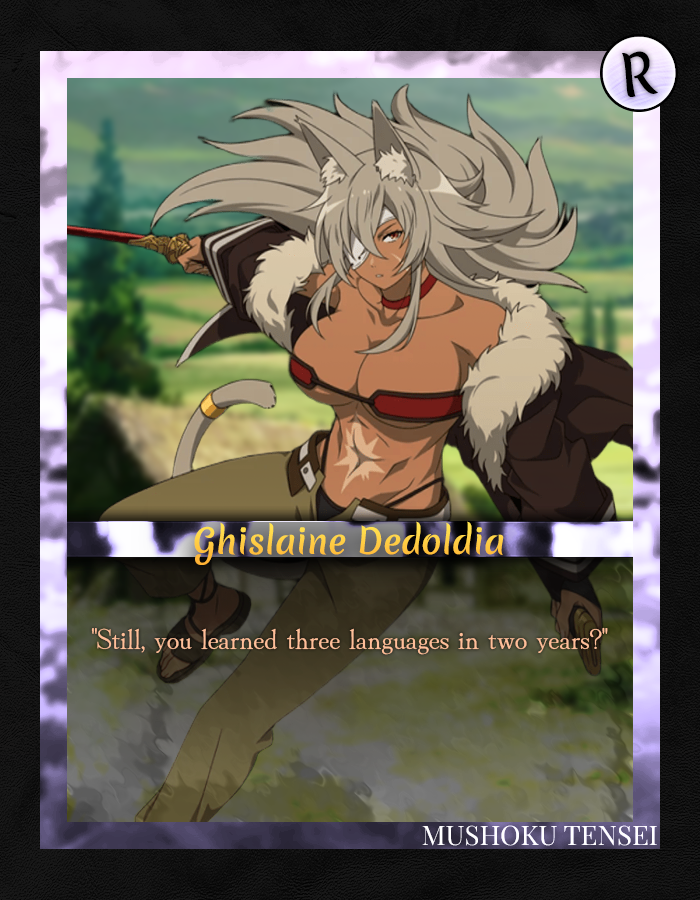 R
Ghislaine Dedoldia
"Still, you learned three languages in two years?"
MUSHOKU TENSEI